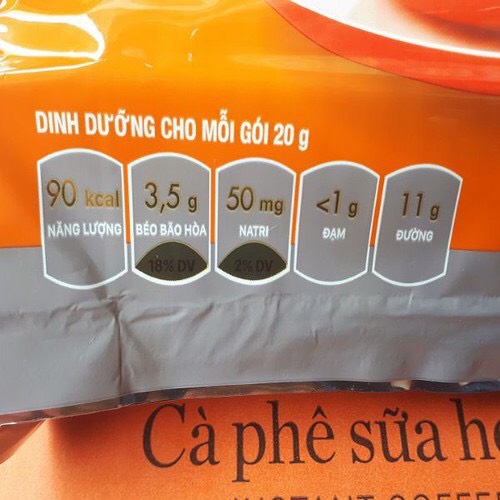 DINH DƯỠNG CHO MỖI GÓI 20 g
90 kcal
NĂNG LƯỢNG
3,5 g
BÉO BÃO HÒA
18% DV
50 mg
NATRI
2% DV
<1 g
ĐẠM
11 g
ĐƯỜNG
Cà phê sữa
INSTANT